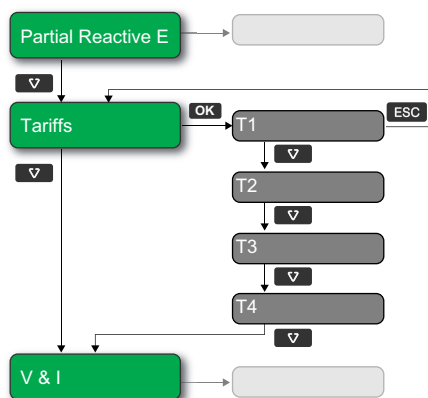 Partial Reactive E
Tariffs
OK
T1
ESC
T2
T3
T4
V & I